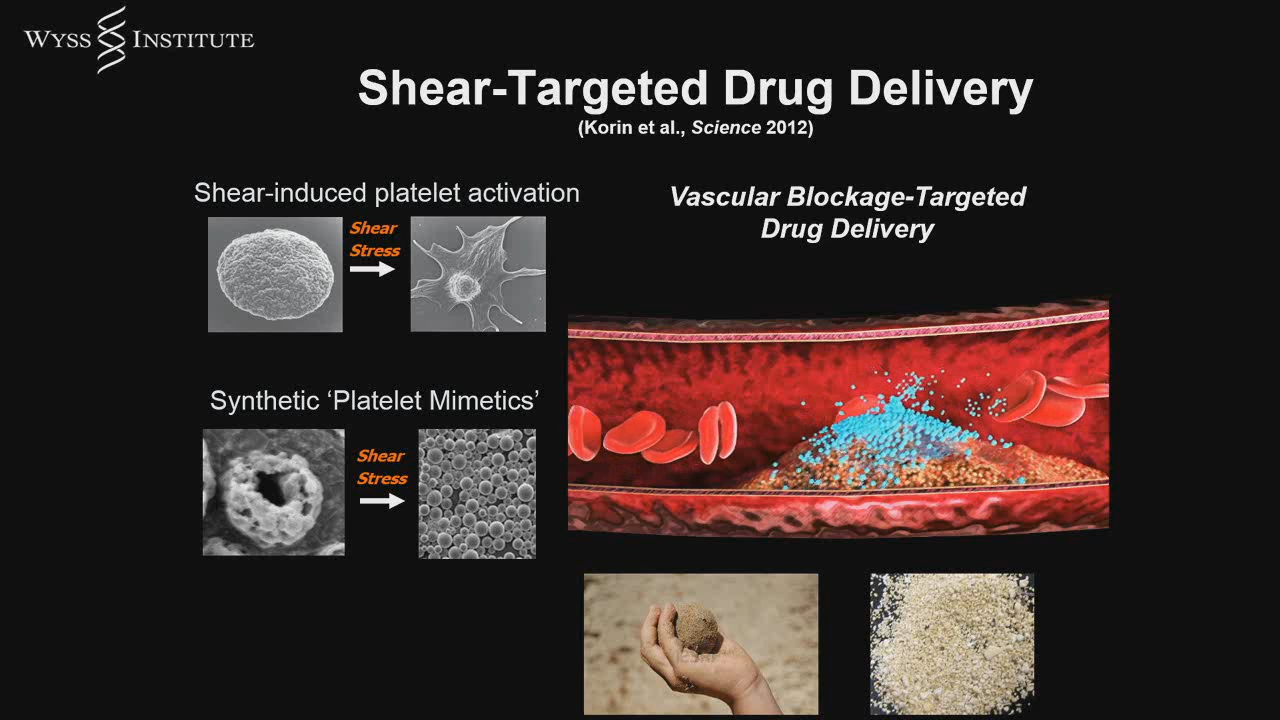 WYSS INSTITUTE
Shear-Targeted Drug Delivery
(Korin et al., Science 2012)
Shear-induced platelet activation
Shear
Stress
Vascular Blockage-Targeted
Drug Delivery
Synthetic ‘Platelet Mimetics’
Shear
Stress